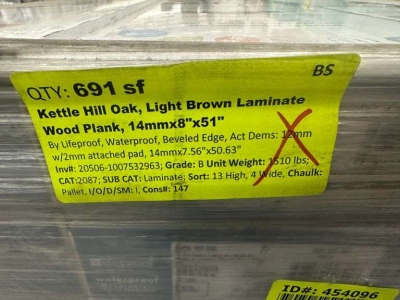 BS
QTY: 691 sf
Kettle Hill Oak, Light Brown Laminate
Wood Plank, 14mmx8"x51"
By Lifeproof, Waterproof, Beveled Edge, Act Dems: 12mm
w/2mm attached pad, 14mmx7.56"x50.63"
Inv#: 20506-1007532963; Grade: B Unit Weight: 1510 lbs;
CAT:2087; SUB CAT: Laminate; Sort: 13 High, 4 Wide, Chaulk:
Pallet, I/O/D/SM: I, Cons#: 147
waterproof
ID#: 454096